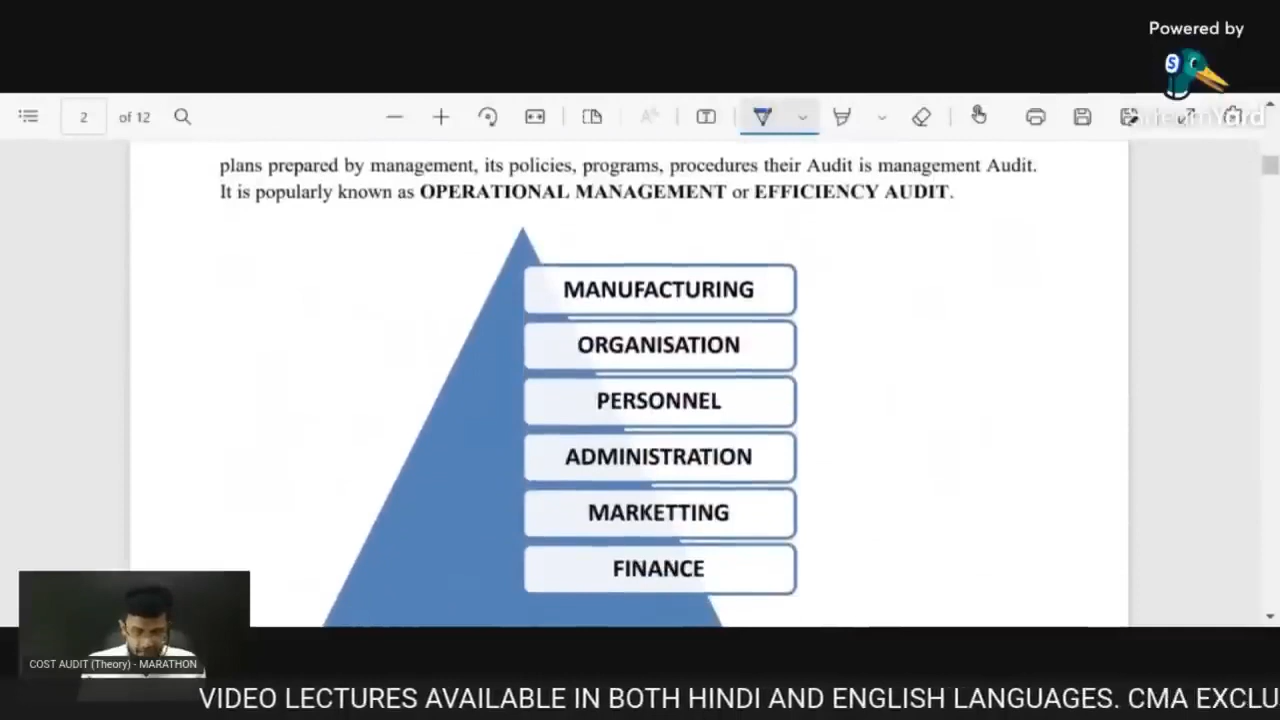 Powered by
S
2 of 12
plans prepared by management, its policies, programs, procedures their Audit is management Audit.
It is popularly known as OPERATIONAL MANAGEMENT or EFFICIENCY AUDIT.
MANUFACTURING
ORGANISATION
PERSONNEL
ADMINISTRATION
MARKETTING
FINANCE
COST AUDIT (Theory) - MARATHON
VIDEO LECTURES AVAILABLE IN BOTH HINDI AND ENGLISH LANGUAGES. CMA EXCLU